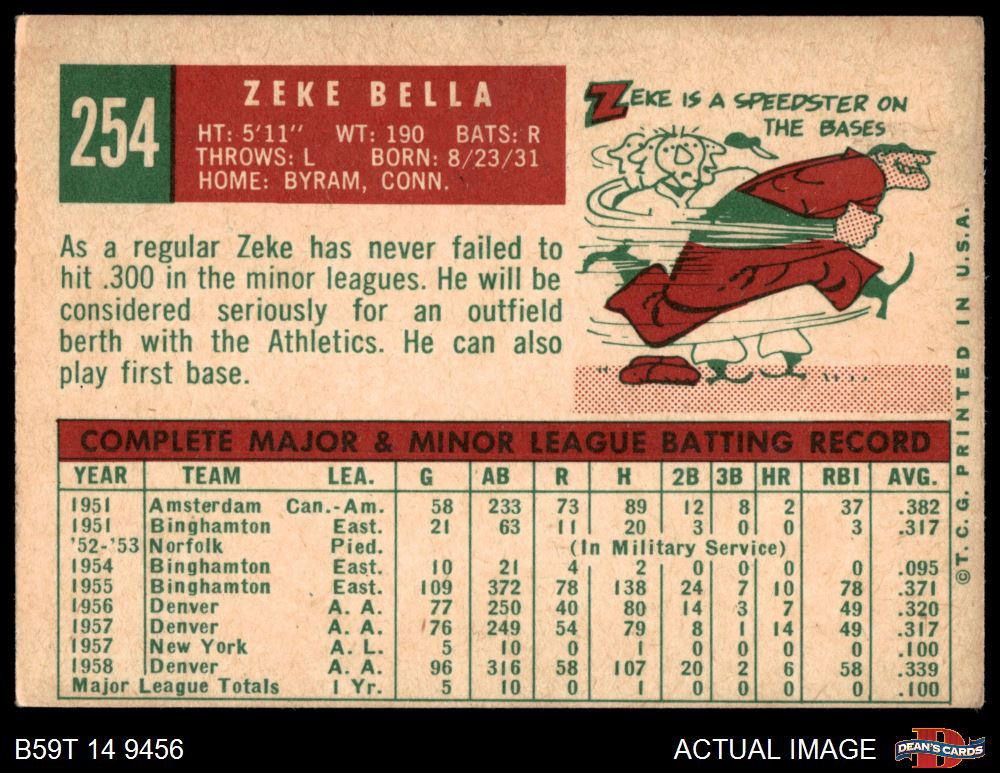 254
ZEKE BELLA
HT: 5'11" WT: 190 BATS: R
THROWS: L BORN: 8/23/31
HOME: BYRAM, CONN.
ZEKE IS A SPEEDSTER ON
THE BASES
As a regular Zeke has never failed to
hit .300 in the minor leagues. He will be
considered seriously for an outfield
berth with the Athletics. He can also
play first base.
COMPLETE MAJOR & MINOR LEAGUE BATTING RECORD
YEAR TEAM LEA. G AB R H 2B 3B HR RBI AVG.
1951 Amsterdam Can.-Am. 58 233 73 89 12 8 2 37 .382
1951 Binghamton East. 21 63 11 20 3 0 0 3 .317
'52-'53 Norfolk Pied. (In Military Service)
1954 Binghamton East. 10 21 4 2 0 0 0 0 .095
1955 Binghamton East. 109 372 78 138 24 7 10 78 .371
1956 Denver A. A. 77 250 40 80 14 3 7 49 .320
1957 Denver A. A. 76 249 54 79 8 1 14 49 .317
1957 New York A. L. 5 10 0 1 0 0 0 0 .100
1958 Denver A. A. 96 316 58 107 20 2 6 58 .339
Major League Totals 1 Yr. 5 10 0 1 0 0 0 0 .100
©T. C. G. PRINTED IN U.S.A.
B59T 14 9456
ACTUAL IMAGE
D
DEAN'S CARDS